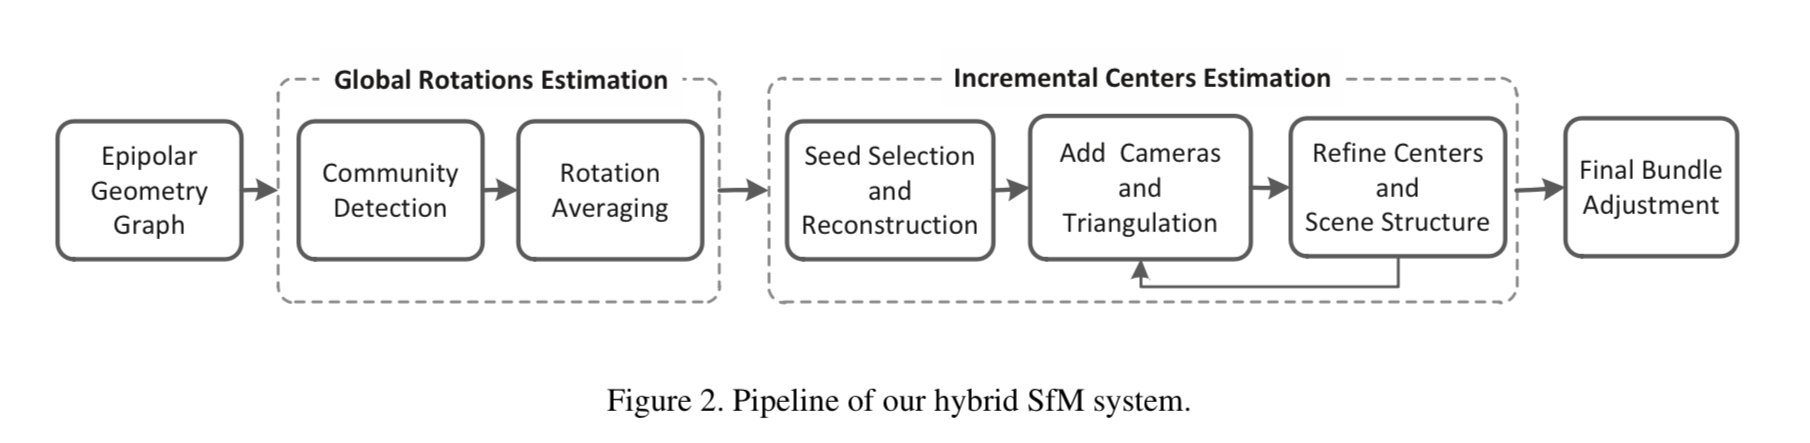 Global Rotations Estimation
Incremental Centers Estimation
Epipolar
Geometry
Graph
Community
Detection
Rotation
Averaging
Seed Selection
and
Reconstruction
Add Cameras
and
Triangulation
Refine Centers
and
Scene Structure
Final Bundle
Adjustment
Figure 2. Pipeline of our hybrid SfM system.